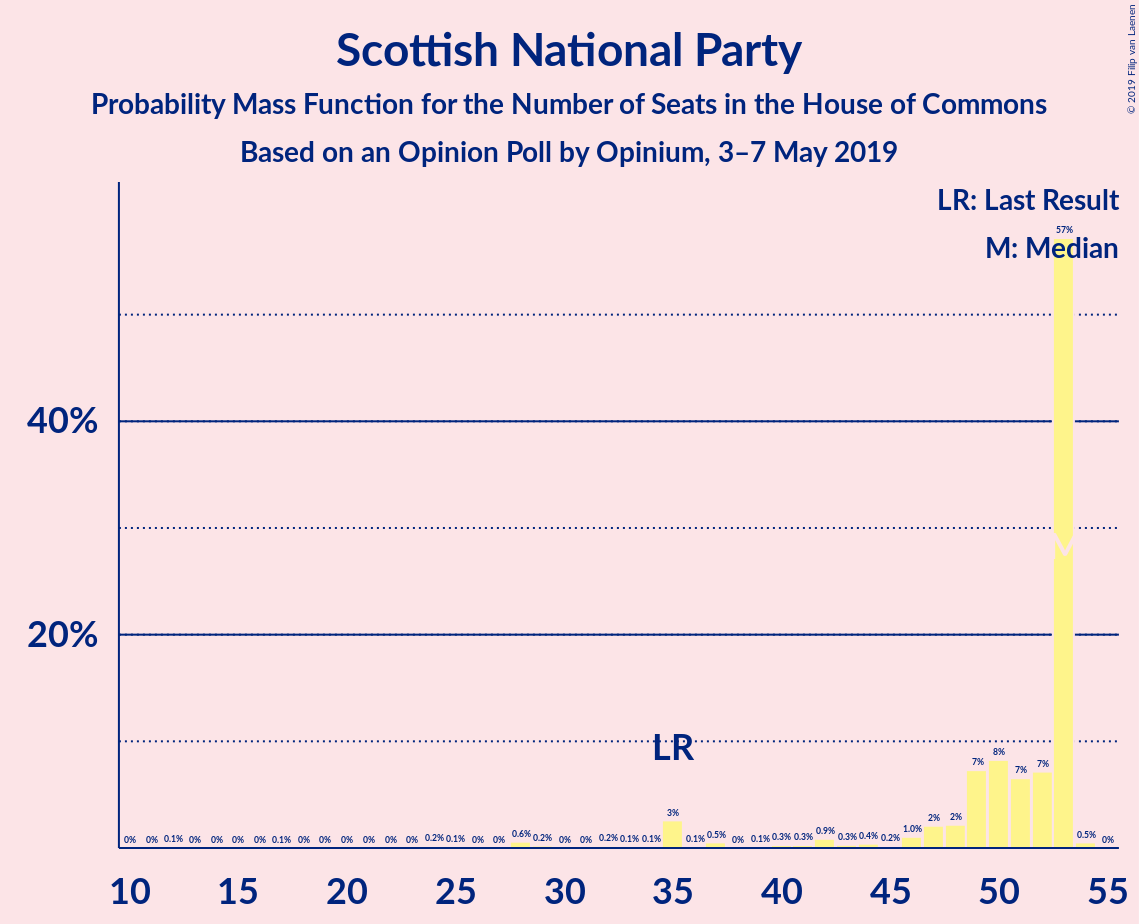 Scottish National Party
Probability Mass Function for the Number of Seats in the House of Commons
Based on an Opinion Poll by Opinium, 3–7 May 2019
© 2019 Filip van Laenen
LR: Last Result
M: Median
57%
40%
20%
LR
0% 0% 0.1% 0% 0% 0% 0% 0.1% 0% 0% 0% 0% 0% 0% 0.2% 0.1% 0% 0% 0.6% 0.2% 0% 0% 0.2% 0.1% 0.1% 3% 0.1% 0.5% 0% 0.1% 0.3% 0.3% 0.9% 0.3% 0.4% 0.2% 1.0% 2% 2% 7% 8% 7% 7% 0.5% 0%
10 15 20 25 30 35 40 45 50 55